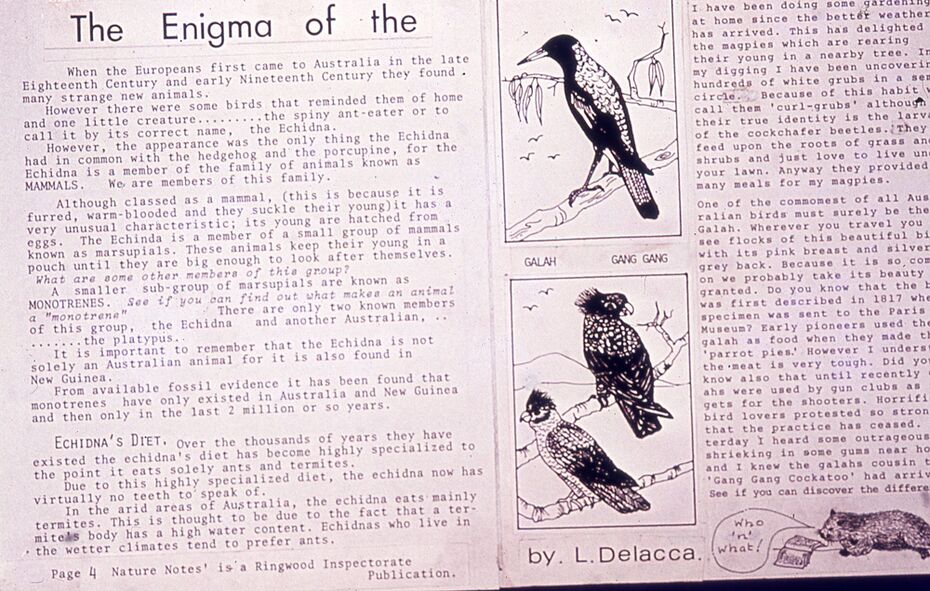 The Enigma of the
When the Europeans first came to Australia in the late
Eighteenth Century and early Nineteenth Century they found
many strange new animals.
However there were some birds that reminded them of home
and one little creature.........the spiny ant-eater or to
call it by its correct name, the Echidna.
However, the appearance was the only thing the Echidna
had in common with the hedgehog and the porcupine, for the
Echidna is a member of the family of animals known as
MAMMALS. We are members of this family.
Although classed as a mammal, (this is because it is
furred, warm-blooded and they suckle their young)it has a
very unusual characteristic; its young are hatched from
eggs. The Echinda is a member of a small group of mammals
known as marsupials. These animals keep their young in a
pouch until they are big enough to look after themselves.
What are some other members of this group?
A smaller sub-group of marsupials are known as
MONOTRENES. See if you can find out what makes an animal
a "monotrene" There are only two known members
of this group, the Echidna and another Australian, ..
.......the platypus..
It is important to remember that the Echidna is not
solely an Australian animal for it is also found in
New Guinea.
From available fossil evidence it has been found that
monotrenes have only existed in Australia and New Guinea
and then only in the last 2 million or so years.
ECHIDNA'S DIET. Over the thousands of years they have
existed the echidna's diet has become highly specialized to
the point it eats solely ants and termites.
Due to this highly specialized diet, the echidna now has
virtually no teeth to speak of.
In the arid areas of Australia, the echidna eats mainly
termites. This is thought to be due to the fact that a ter-
mites body has a high water content. Echidnas who live in
the wetter climates tend to prefer ants.
Page 4 Nature Notes' is a Ringwood Inspectorate
Publication.
GALAH GANG GANG
by. L.Delacca.
I have been doing some gardening
at home since the better weather
has arrived. This has delighted
the magpies which are rearing
their young in a nearby tree. In
my digging I have been uncoverin
hundreds of white grubs in a sem
circle. Because of this habit w
call them 'curl-grubs' although
their true identity is the larva
of the cockchafer beetles. They
feed upon the roots of grass an
shrubs and just love to live un
your lawn. Anyway they provided
many meals for my magpies.
One of the commomest of all Aus
ralian birds must surely be the
Galah. Wherever you travel you
see flocks of this beautiful bi
with its pink breast and silver
grey back. Because it is so com
on we probably take its beauty
granted. Do you know that the b
was first described in 1817 whe
specimen was sent to the Paris
Museum? Early pioneers used the
galah as food when they made th
'parrot pies.' However I unders
the meat is very tough. Did yo
know also that until recently
ahs were used by gun clubs as
gets for the shooters. Horrifi
bird lovers protested so stron
that the practice has ceased.
terday I heard some outrageous
shrieking in some gums near ho
and I knew the galahs cousin t
'Gang Gang Cockatoo' had arriv
See if you can discover the differe
Who
'n'
What!